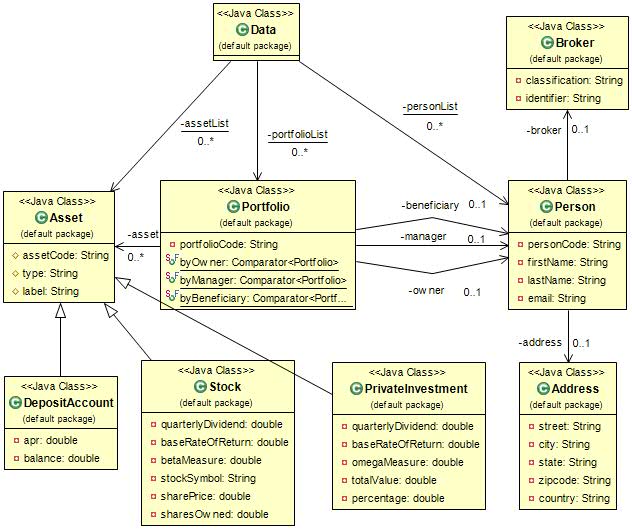 <<Java Class>>
Data
(default package)
<<Java Class>>
Broker
(default package)
classification: String
identifier: String
-assetList
0..*
-portfolioList
0..*
-personList
0..*
-broker
0..1
<<Java Class>>
Asset
(default package)
assetCode: String
type: String
label: String
-asset
0..*
<<Java Class>>
Portfolio
(default package)
portfolioCode: String
byOwner: Comparator<Portfolio>
byManager: Comparator<Portfolio>
byBeneficiary: Comparator<Portf...
-beneficiary
0..1
-manager
0..1
-owner
0..1
<<Java Class>>
Person
(default package)
personCode: String
firstName: String
lastName: String
email: String
-address
0..1
<<Java Class>>
DepositAccount
(default package)
apr: double
balance: double
<<Java Class>>
Stock
(default package)
quarterlyDividend: double
baseRateOfReturn: double
betaMeasure: double
stockSymbol: String
sharePrice: double
sharesOwned: double
<<Java Class>>
PrivateInvestment
(default package)
quarterlyDividend: double
baseRateOfReturn: double
omegaMeasure: double
totalValue: double
percentage: double
<<Java Class>>
Address
(default package)
street: String
city: String
state: String
zipcode: String
country: String